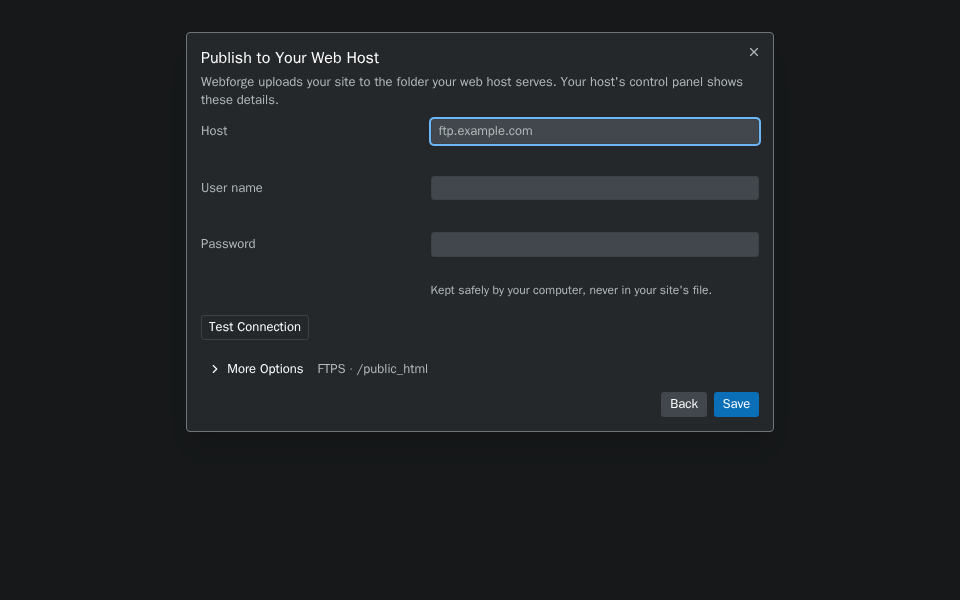 Publish to Your Web Host
Webforge uploads your site to the folder your web host serves. Your host's control panel shows
these details.
Host
ftp.example.com
User name
Password
Kept safely by your computer, never in your site's file.
Test Connection
More Options FTPS · /public_html
Back Save